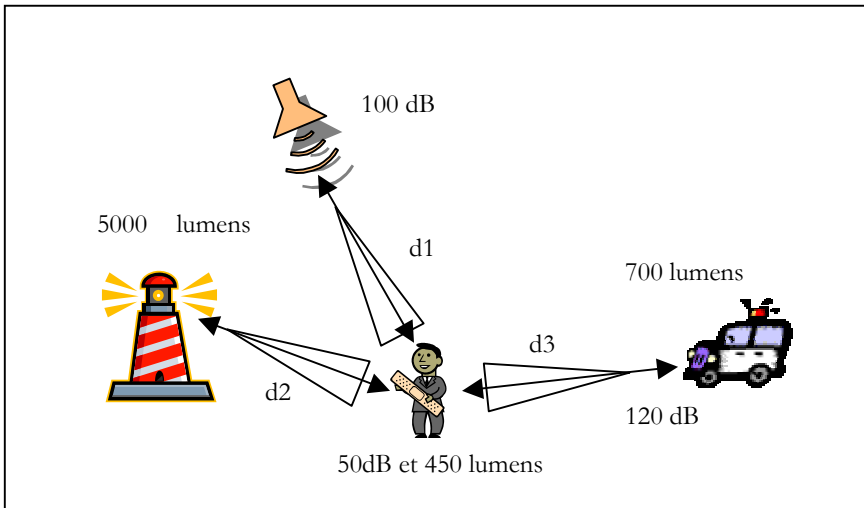 100 dB
5000 lumens
d1
700 lumens
d3
d2
120 dB
50dB et 450 lumens